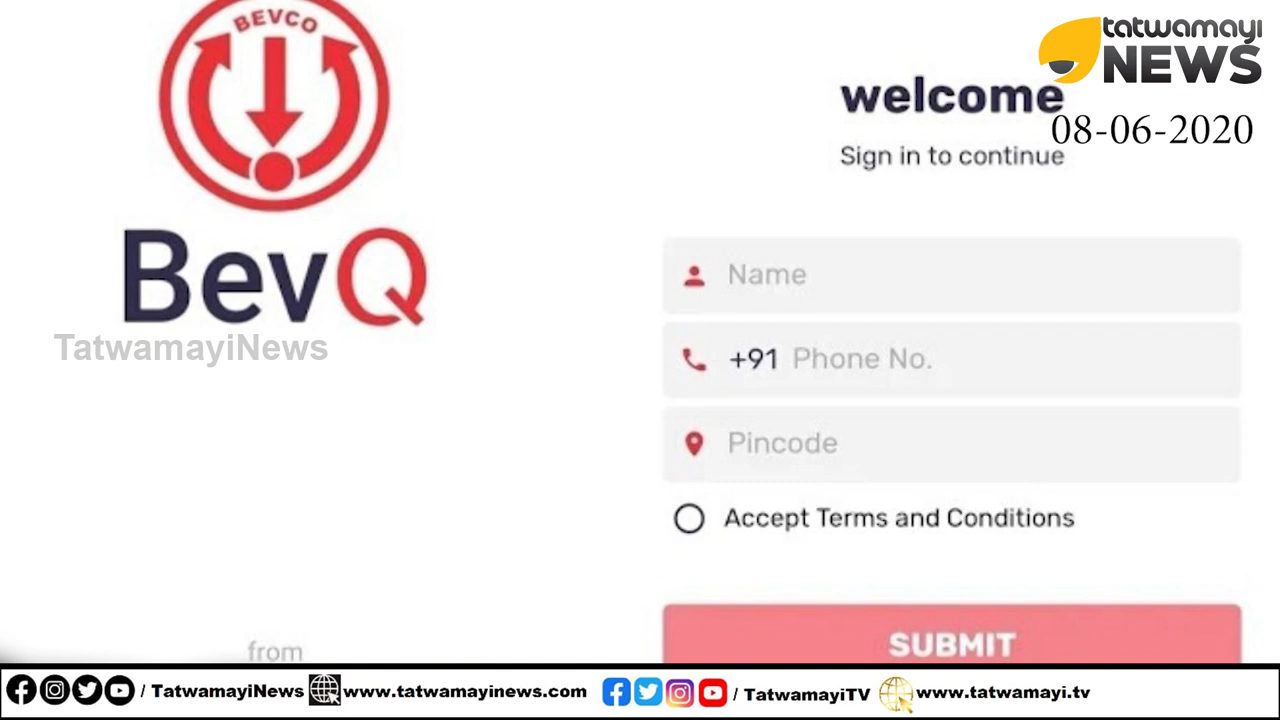 BEVCO
BevQ
TatwamayiNews
from
tatwamayi
NEWS
08-06-2020
welcome
Sign in to continue
Name
+91 Phone No.
Pincode
Accept Terms and Conditions
SUBMIT
/ TatwamayiNews www.tatwamayinews.com / TatwamayiTV www.tatwamayi.tv